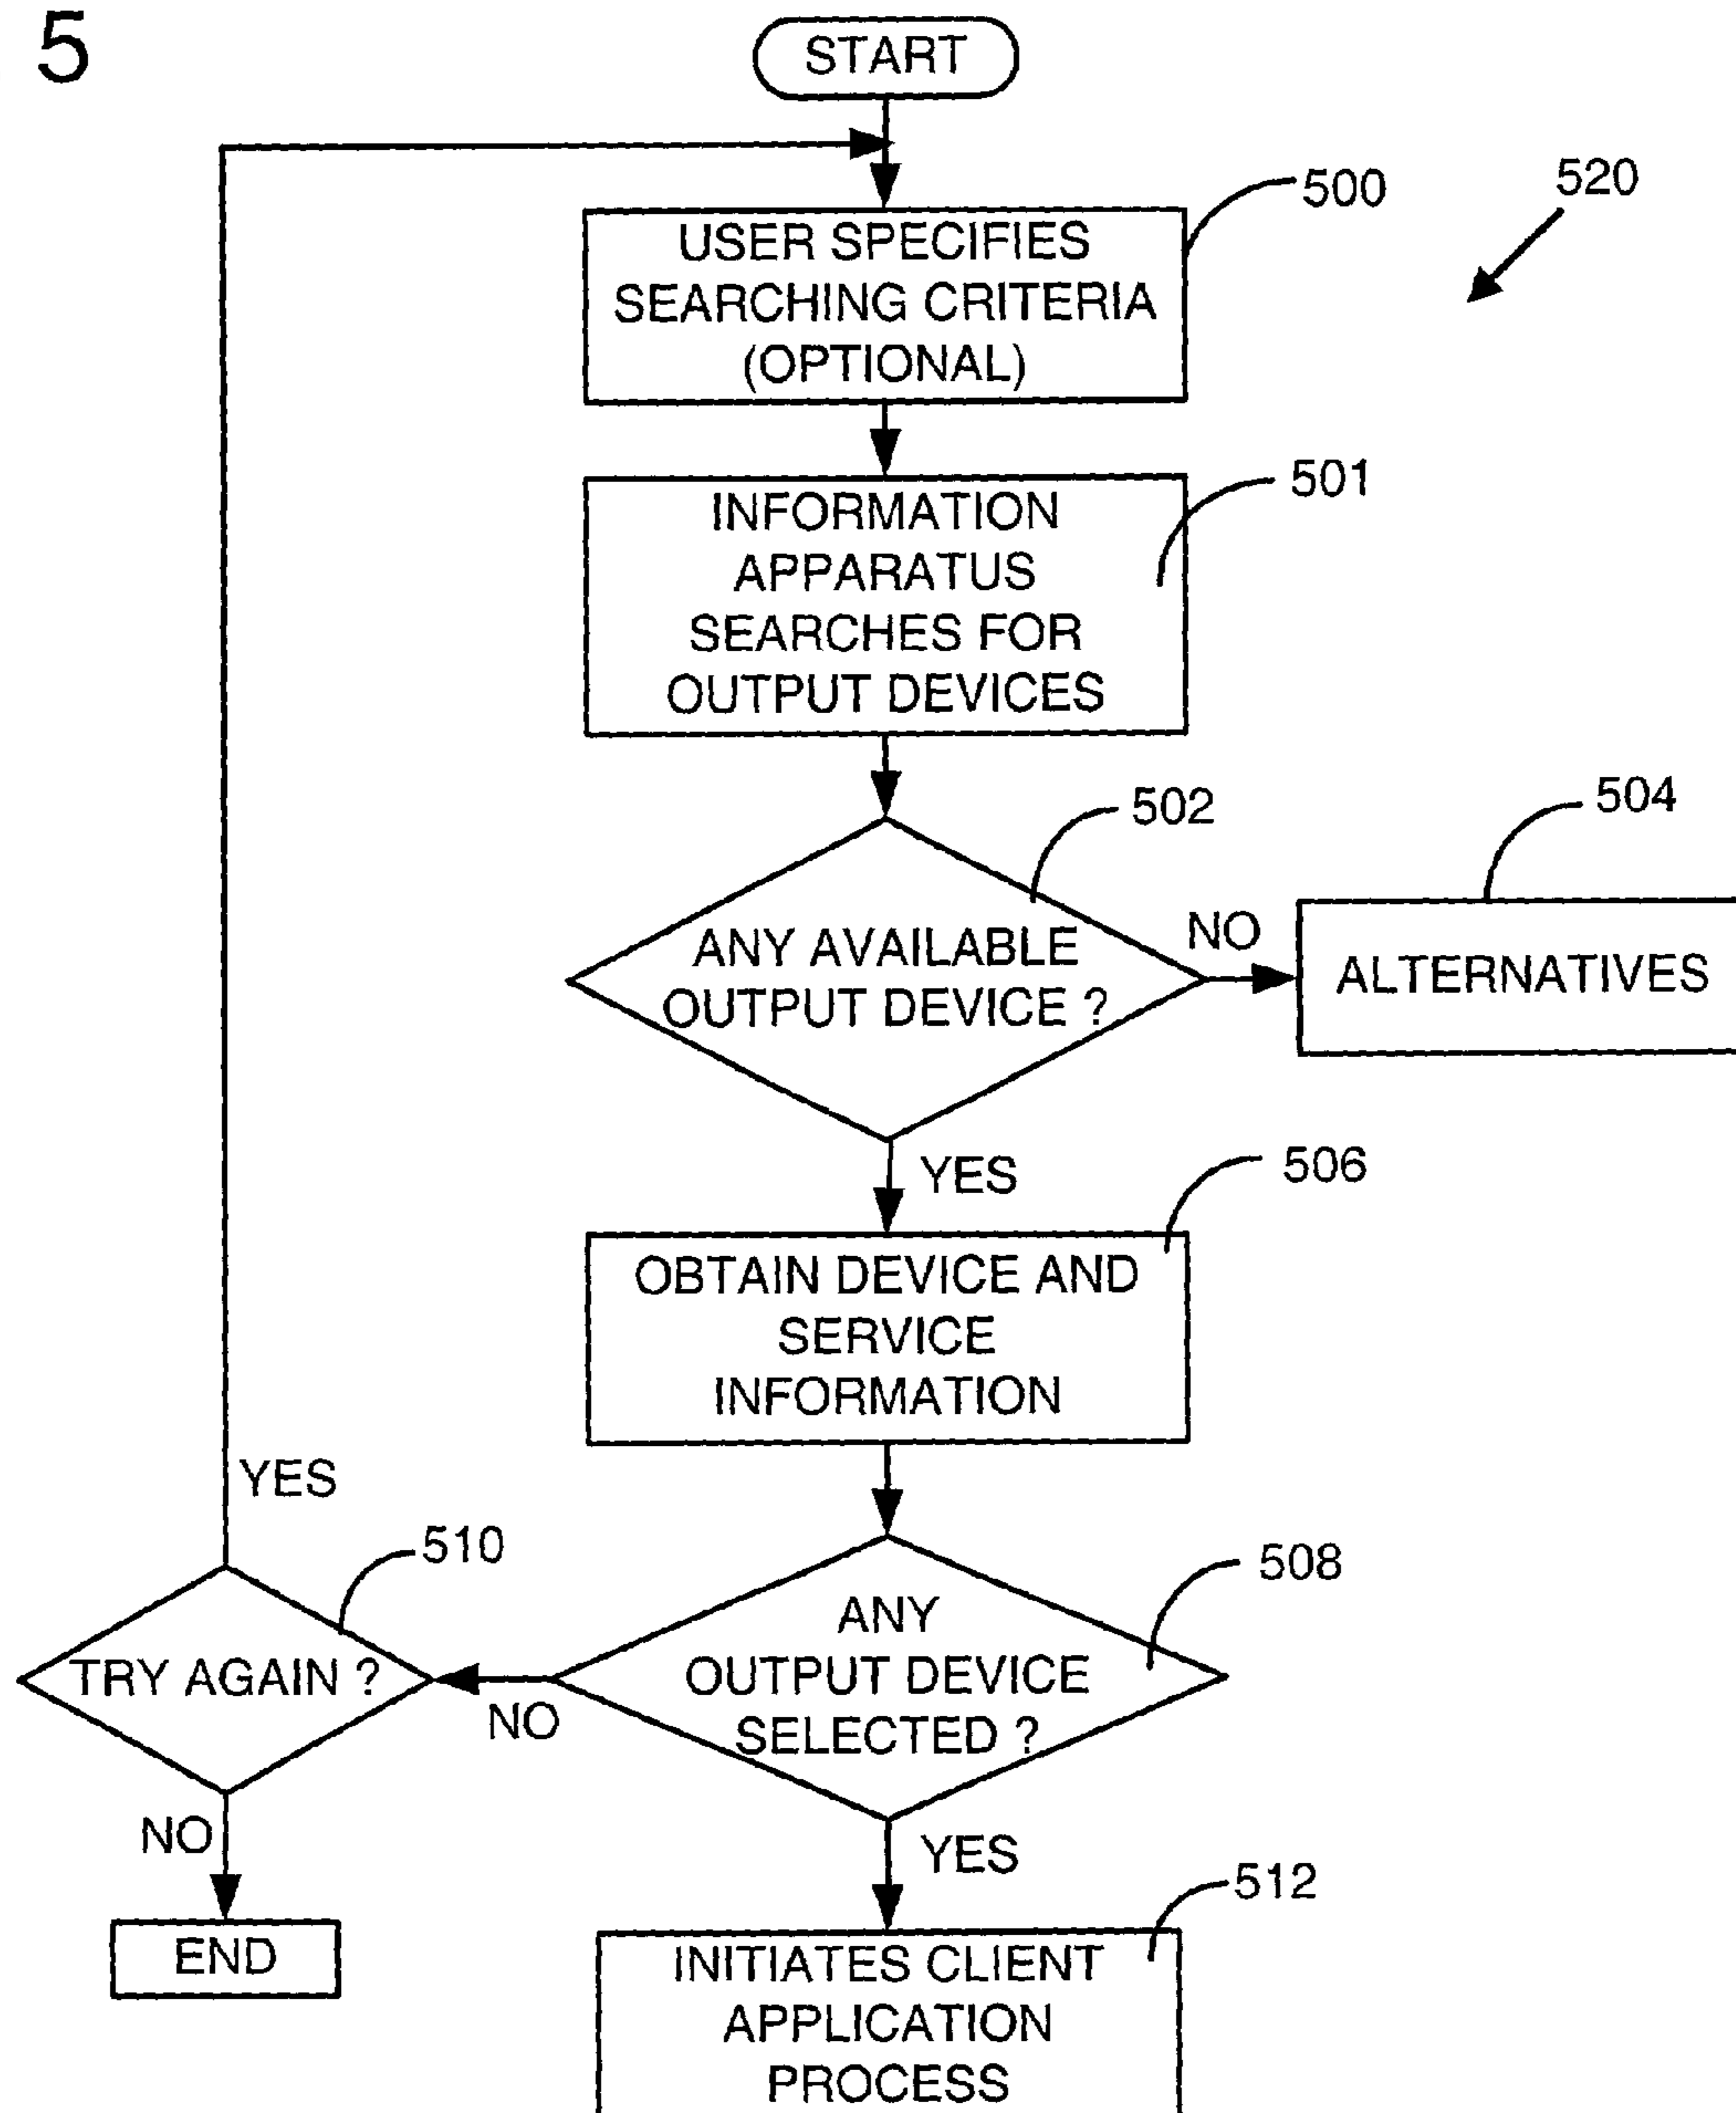 5
START
500
520
USER SPECIFIES
SEARCHING CRITERIA
(OPTIONAL)
501
INFORMATION
APPARATUS
SEARCHES FOR
OUTPUT DEVICES
502
504
ANY AVAILABLE
OUTPUT DEVICE ?
NO
ALTERNATIVES
YES
506
OBTAIN DEVICE AND
SERVICE
INFORMATION
YES
510
508
TRY AGAIN ?
NO
ANY
OUTPUT DEVICE
SELECTED ?
NO
YES
512
END
INITIATES CLIENT
APPLICATION
PROCESS